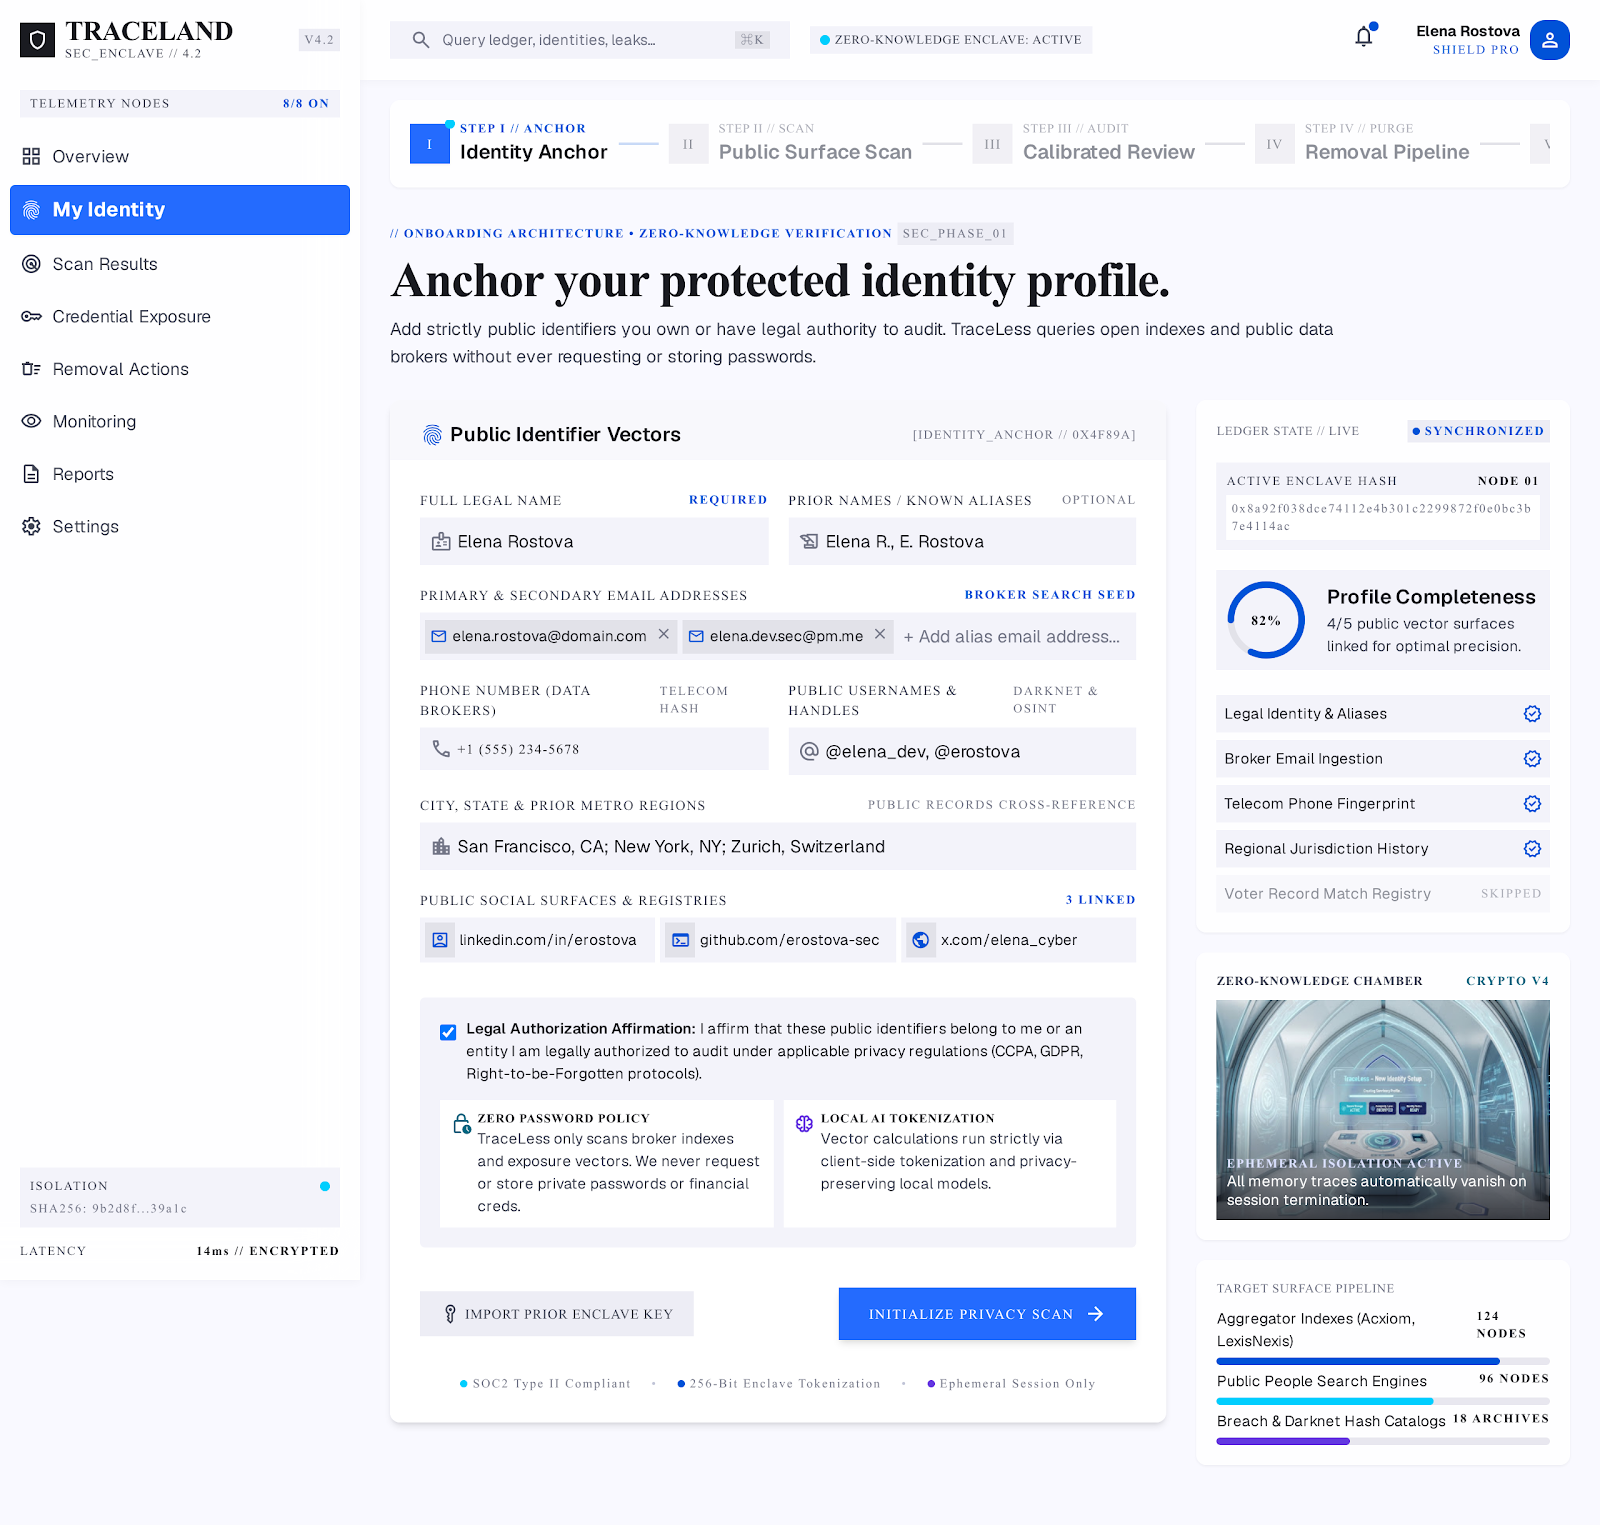 TRACELAND
SEC_ENCLAVE // 4.2
V4.2
TELEMETRY NODES
8/8 ON
Overview
My Identity
Scan Results
Credential Exposure
Removal Actions
Monitoring
Reports
Settings
ISOLATION
SHA256: 9b2d8f...39a1c
LATENCY
14ms // ENCRYPTED
Query ledger, identities, leaks...
⌘K
ZERO-KNOWLEDGE ENCLAVE: ACTIVE
Elena Rostova
SHIELD PRO
I
STEP I // ANCHOR
Identity Anchor
II
STEP II // SCAN
Public Surface Scan
III
STEP III // AUDIT
Calibrated Review
IV
STEP IV // PURGE
Removal Pipeline
// ONBOARDING ARCHITECTURE • ZERO-KNOWLEDGE VERIFICATION
SEC_PHASE_01
Anchor your protected identity profile.
Add strictly public identifiers you own or have legal authority to audit. TraceLess queries open indexes and public data
brokers without ever requesting or storing passwords.
Public Identifier Vectors
[IDENTITY_ANCHOR // 0X4F89A]
FULL LEGAL NAME
REQUIRED
Elena Rostova
PRIOR NAMES / KNOWN ALIASES
OPTIONAL
Elena R., E. Rostova
PRIMARY & SECONDARY EMAIL ADDRESSES
BROKER SEARCH SEED
elena.rostova@domain.com
elena.dev.sec@pm.me
+ Add alias email address...
PHONE NUMBER (DATA
BROKERS)
TELECOM
HASH
+1 (555) 234-5678
PUBLIC USERNAMES &
HANDLES
DARKNET &
OSINT
@elena_dev, @erostova
CITY, STATE & PRIOR METRO REGIONS
PUBLIC RECORDS CROSS-REFERENCE
San Francisco, CA; New York, NY; Zurich, Switzerland
PUBLIC SOCIAL SURFACES & REGISTRIES
3 LINKED
linkedin.com/in/erostova
github.com/erostova-sec
x.com/elena_cyber
Legal Authorization Affirmation: I affirm that these public identifiers belong to me or an
entity I am legally authorized to audit under applicable privacy regulations (CCPA, GDPR,
Right-to-be-Forgotten protocols).
ZERO PASSWORD POLICY
TraceLess only scans broker indexes
and exposure vectors. We never request
or store private passwords or financial
creds.
LOCAL AI TOKENIZATION
Vector calculations run strictly via
client-side tokenization and privacy-
preserving local models.
IMPORT PRIOR ENCLAVE KEY
INITIALIZE PRIVACY SCAN
SOC2 Type II Compliant
•
256-Bit Enclave Tokenization
•
Ephemeral Session Only
LEDGER STATE // LIVE
SYNCHRONIZED
ACTIVE ENCLAVE HASH
NODE 01
0x8a92f038dce74112e4b301c2299872f0e0bc3b
7e4114ac
82%
Profile Completeness
4/5 public vector surfaces
linked for optimal precision.
Legal Identity & Aliases
Broker Email Ingestion
Telecom Phone Fingerprint
Regional Jurisdiction History
Voter Record Match Registry
SKIPPED
ZERO-KNOWLEDGE CHAMBER
CRYPTO V4
TraceLess - New Identity Setup
EPHEMERAL ISOLATION ACTIVE
All memory traces automatically vanish on
session termination.
TARGET SURFACE PIPELINE
Aggregator Indexes (Acxiom,
LexisNexis)
124
NODES
Public People Search Engines
96 NODES
Breach & Darknet Hash Catalogs
18 ARCHIVES